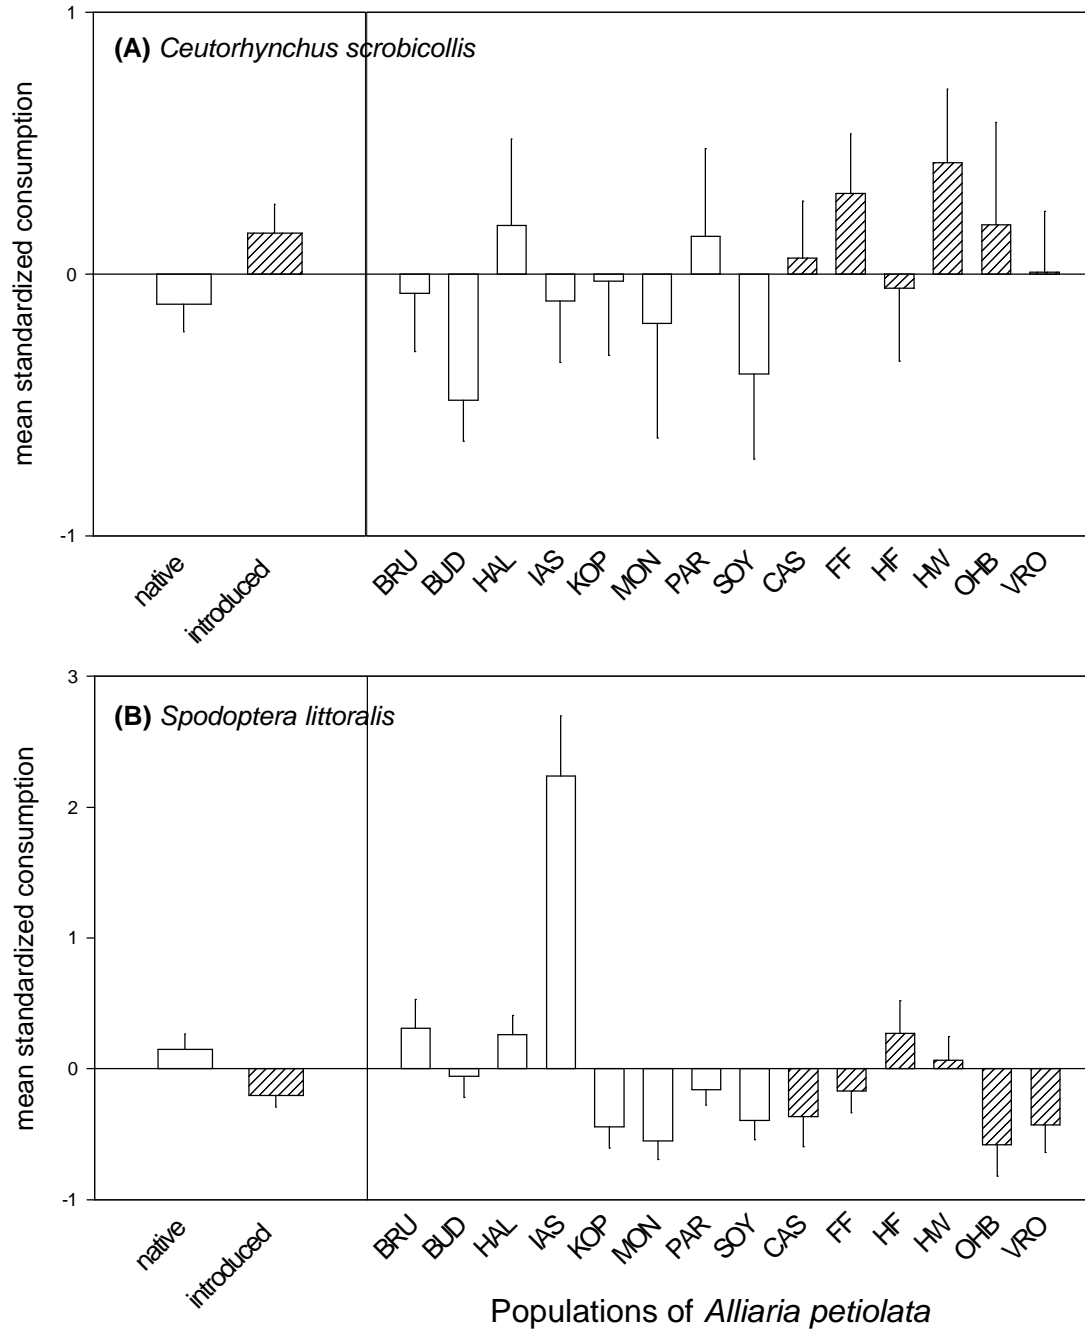 1
(A) Ceutorhynchus scrobicollis
mean standardized consumption
0
-1
native
introduced
BRU
BUD
HAL
IAS
KOP
MON
PAR
SOY
CAS
FF
HF
HW
OHB
VRO
3
(B) Spodoptera littoralis
mean standardized consumption
2
1
0
-1
native
introduced
BRU
BUD
HAL
IAS
KOP
MON
PAR
SOY
CAS
FF
HF
HW
OHB
VRO
Populations of Alliaria petiolata